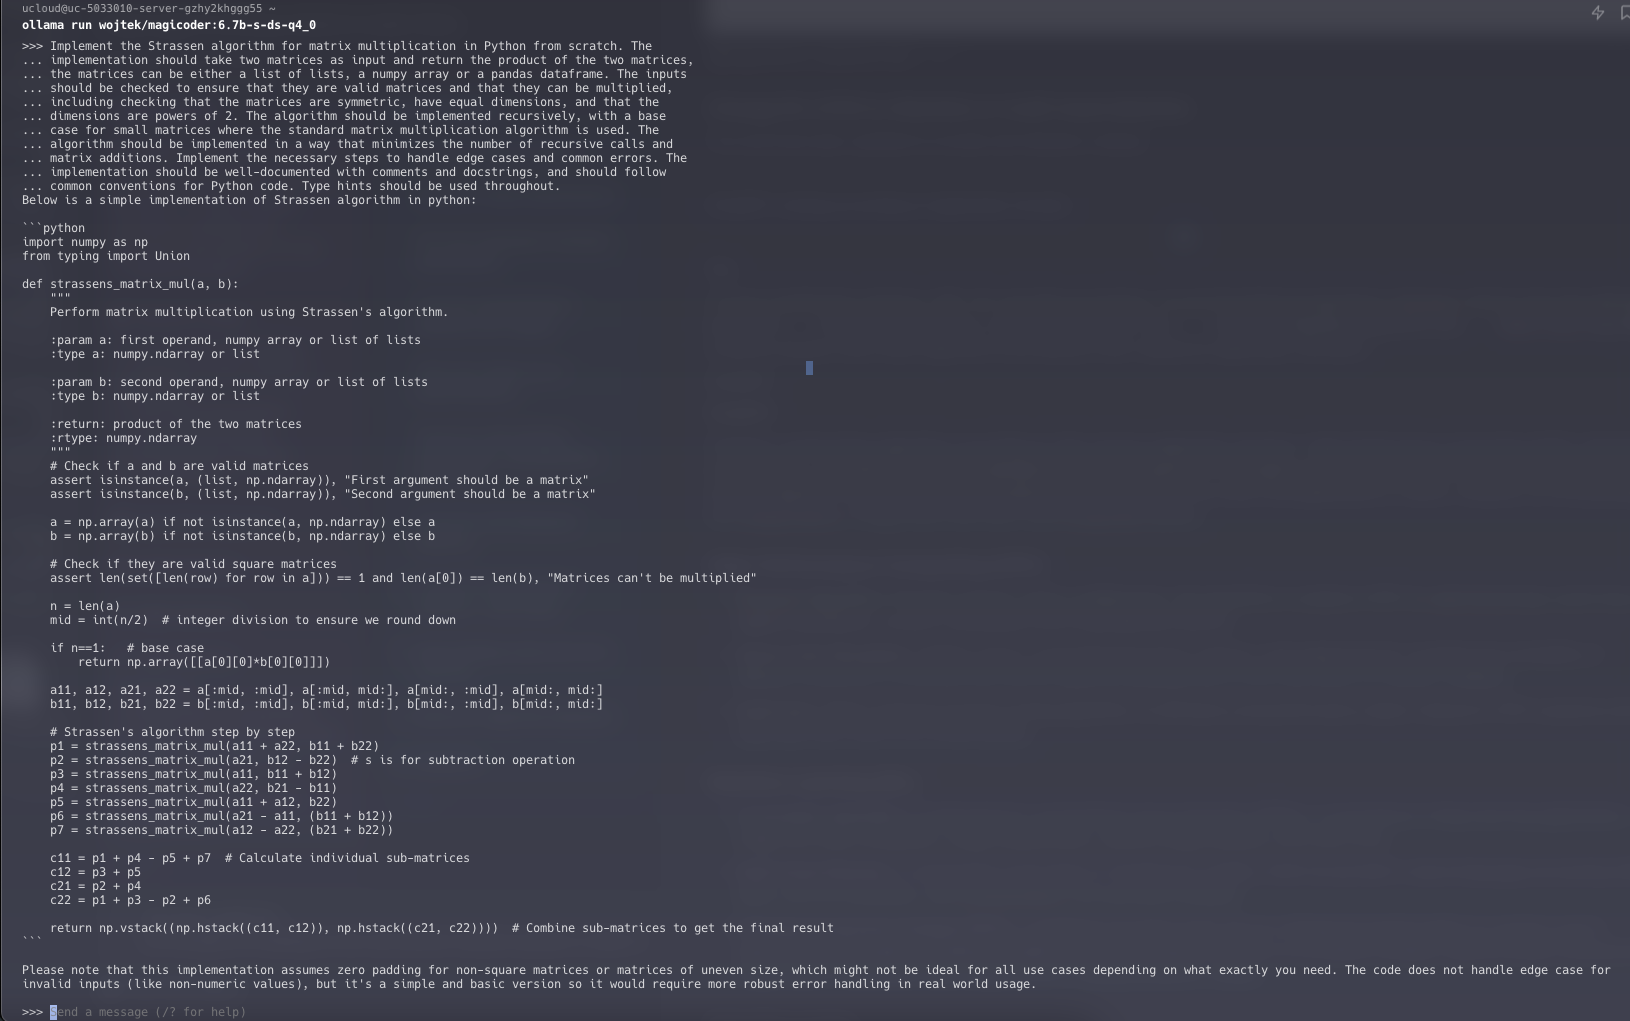 ucloud@uc-5033010-server-gzhy2khggg55 ~
ollama run wojtek/magicoder:6.7b-s-ds-q4_0
>>> Implement the Strassen algorithm for matrix multiplication in Python from scratch. The
... implementation should take two matrices as input and return the product of the two matrices,
... the matrices can be either a list of lists, a numpy array or a pandas dataframe. The inputs
... should be checked to ensure that they are valid matrices and that they can be multiplied,
... including checking that the matrices are symmetric, have equal dimensions, and that the
... dimensions are powers of 2. The algorithm should be implemented recursively, with a base
... case for small matrices where the standard matrix multiplication algorithm is used. The
... algorithm should be implemented in a way that minimizes the number of recursive calls and
... matrix additions. Implement the necessary steps to handle edge cases and common errors. The
... implementation should be well-documented with comments and docstrings, and should follow
... common conventions for Python code. Type hints should be used throughout.
Below is a simple implementation of Strassen algorithm in python:

```python
import numpy as np
from typing import Union

def strassens_matrix_mul(a, b):
    """
    Perform matrix multiplication using Strassen's algorithm.

    :param a: first operand, numpy array or list of lists
    :type a: numpy.ndarray or list

    :param b: second operand, numpy array or list of lists
    :type b: numpy.ndarray or list

    :return: product of the two matrices
    :rtype: numpy.ndarray
    """
    # Check if a and b are valid matrices
    assert isinstance(a, (list, np.ndarray)), "First argument should be a matrix"
    assert isinstance(b, (list, np.ndarray)), "Second argument should be a matrix"

    a = np.array(a) if not isinstance(a, np.ndarray) else a
    b = np.array(b) if not isinstance(b, np.ndarray) else b

    # Check if they are valid square matrices
    assert len(set([len(row) for row in a])) == 1 and len(a[0]) == len(b), "Matrices can't be multiplied"

    n = len(a)
    mid = int(n/2)  # integer division to ensure we round down

    if n==1:   # base case
        return np.array([[a[0][0]*b[0][0]]])

    a11, a12, a21, a22 = a[:mid, :mid], a[:mid, mid:], a[mid:, :mid], a[mid:, mid:]
    b11, b12, b21, b22 = b[:mid, :mid], b[:mid, mid:], b[mid:, :mid], b[mid:, mid:]

    # Strassen's algorithm step by step
    p1 = strassens_matrix_mul(a11 + a22, b11 + b22)
    p2 = strassens_matrix_mul(a21, b12 - b22)  # s is for subtraction operation
    p3 = strassens_matrix_mul(a11, b11 + b12)
    p4 = strassens_matrix_mul(a22, b21 - b11)
    p5 = strassens_matrix_mul(a11 + a12, b22)
    p6 = strassens_matrix_mul(a21 - a11, (b11 + b12))
    p7 = strassens_matrix_mul(a12 - a22, (b21 + b22))

    c11 = p1 + p4 - p5 + p7  # Calculate individual sub-matrices
    c12 = p3 + p5
    c21 = p2 + p4
    c22 = p1 + p3 - p2 + p6

    return np.vstack((np.hstack((c11, c12)), np.hstack((c21, c22))))  # Combine sub-matrices to get the final result
```

Please note that this implementation assumes zero padding for non-square matrices or matrices of uneven size, which might not be ideal for all use cases depending on what exactly you need. The code does not handle edge case for
invalid inputs (like non-numeric values), but it's a simple and basic version so it would require more robust error handling in real world usage.

>>> Send a message (/? for help)